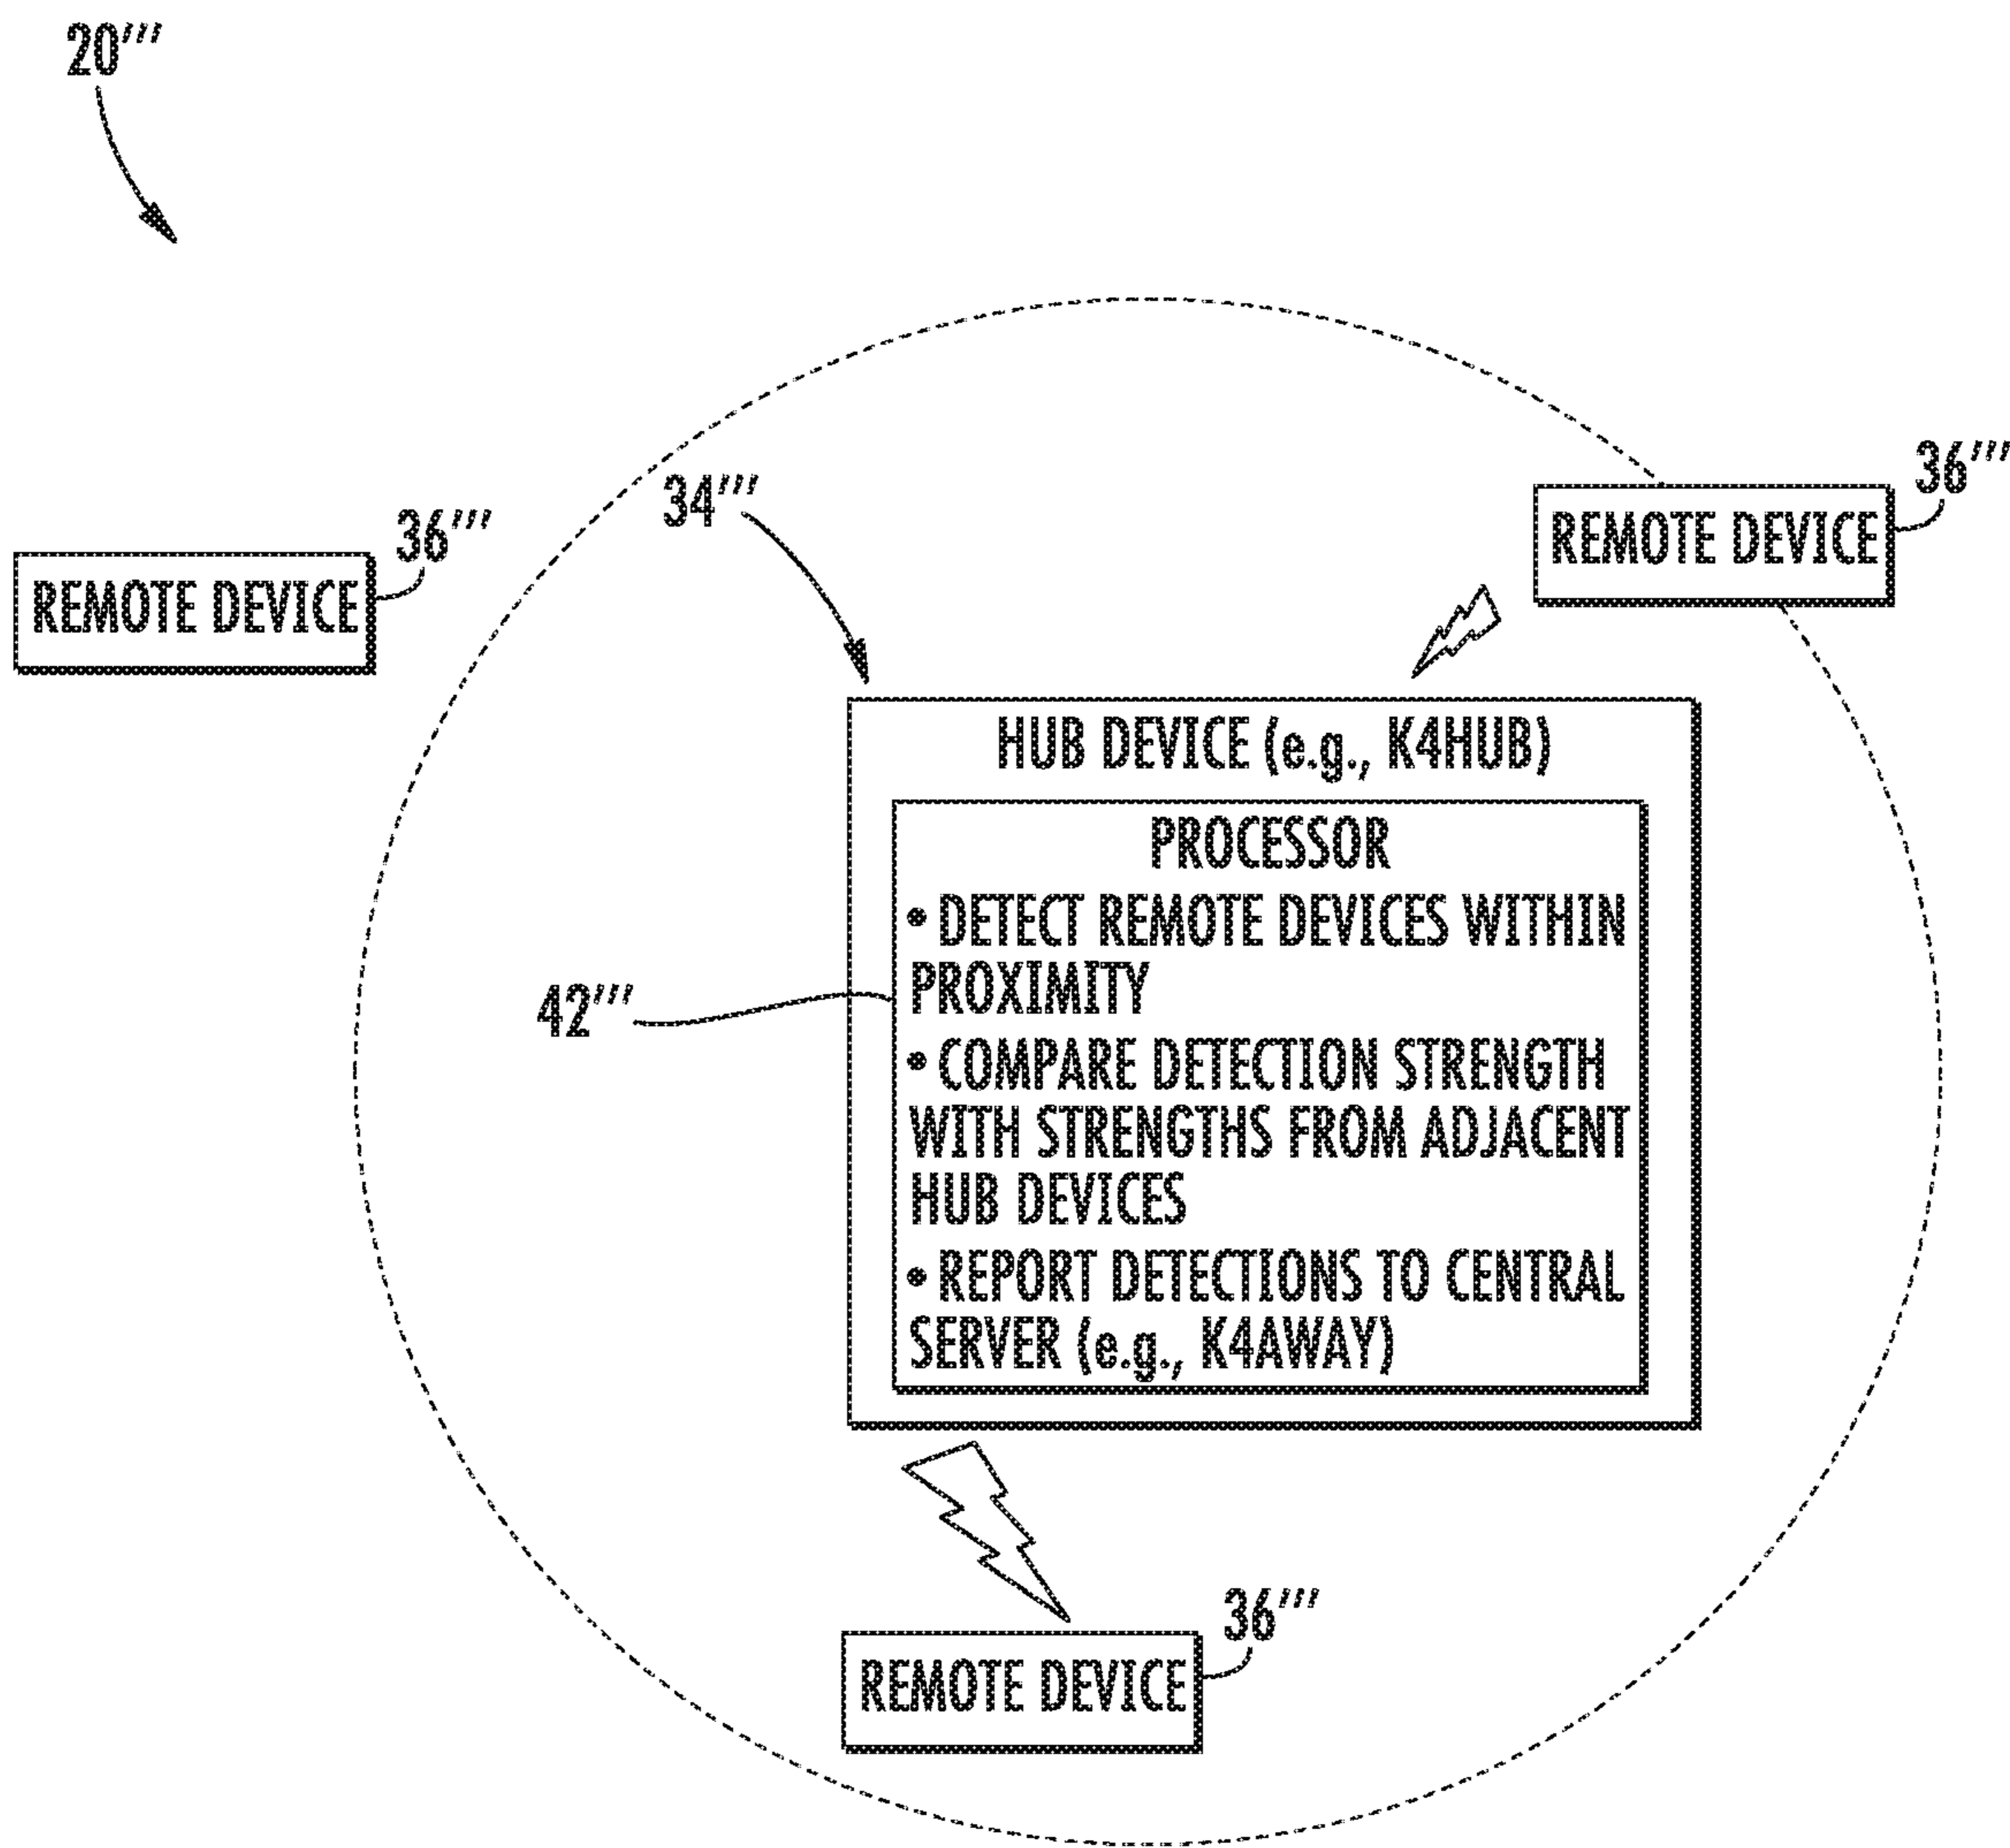 20'''
36'''
34'''
36'''
REMOTE DEVICE
REMOTE DEVICE
HUB DEVICE (e.g., K4HUB)
PROCESSOR
• DETECT REMOTE DEVICES WITHIN
PROXIMITY
42'''
• COMPARE DETECTION STRENGTH
WITH STRENGTHS FROM ADJACENT
HUB DEVICES
• REPORT DETECTIONS TO CENTRAL
SERVER (e.g., K4AWAY)
36'''
REMOTE DEVICE